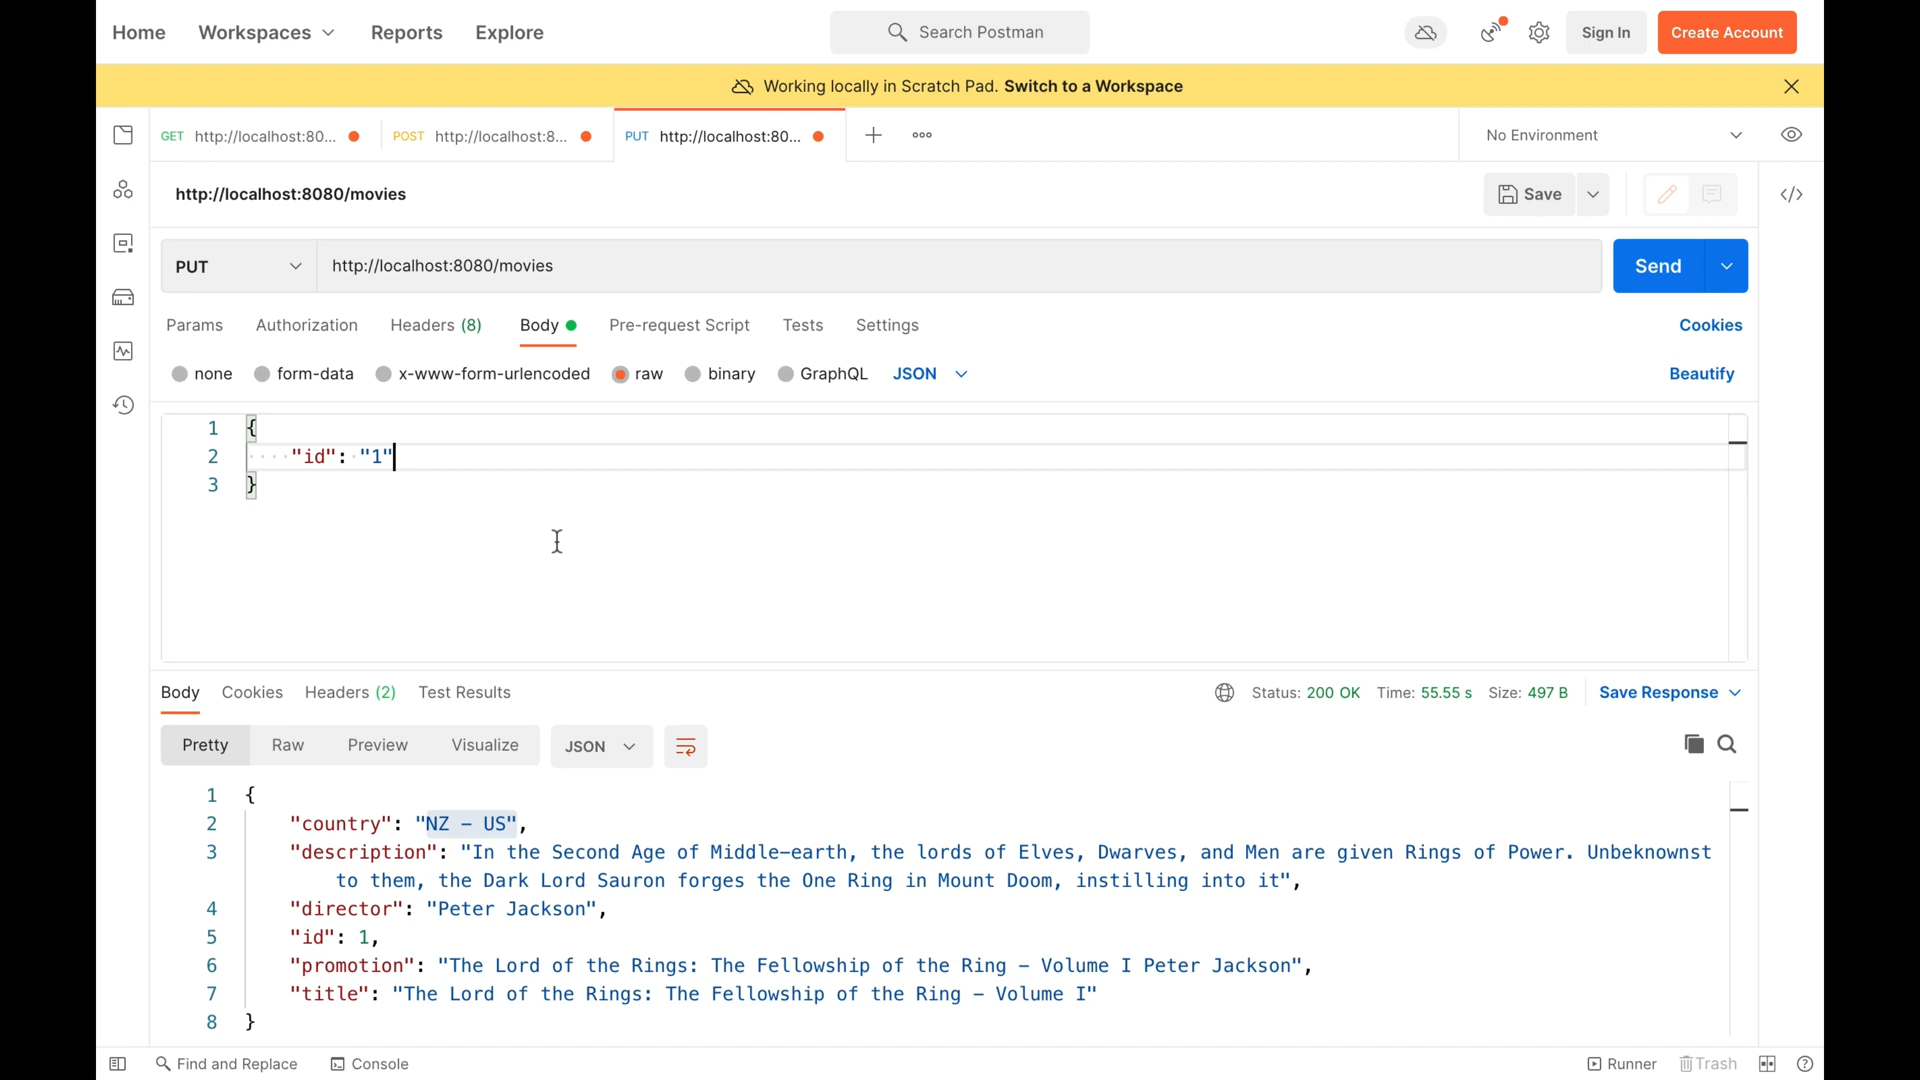 Home Workspaces Reports Explore Search Postman Sign In Create Account
Working locally in Scratch Pad. Switch to a Workspace
GET http://localhost:80... POST http://localhost:8... PUT http://localhost:80... No Environment
http://localhost:8080/movies Save
PUT http://localhost:8080/movies Send
Params Authorization Headers (8) Body Pre-request Script Tests Settings Cookies
none form-data x-www-form-urlencoded raw binary GraphQL JSON Beautify
1 {
2 "id": "1"
3 }
Body Cookies Headers (2) Test Results Status: 200 OK Time: 55.55 s Size: 497 B Save Response
Pretty Raw Preview Visualize JSON
1 {
2 "country": "NZ - US",
3 "description": "In the Second Age of Middle-earth, the lords of Elves, Dwarves, and Men are given Rings of Power. Unbeknownst
to them, the Dark Lord Sauron forges the One Ring in Mount Doom, instilling into it",
4 "director": "Peter Jackson",
5 "id": 1,
6 "promotion": "The Lord of the Rings: The Fellowship of the Ring - Volume I Peter Jackson",
7 "title": "The Lord of the Rings: The Fellowship of the Ring - Volume I"
8 }
Find and Replace Console Runner Trash